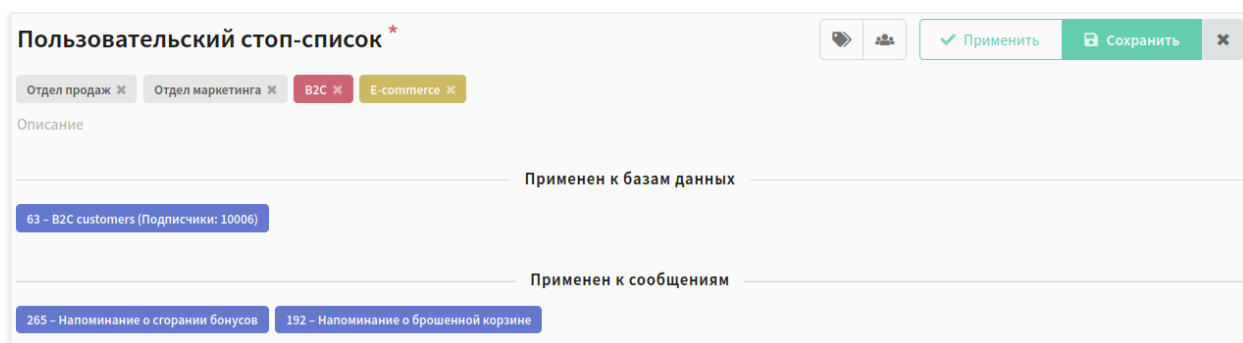 Пользовательский стоп-список *
Применить
Сохранить
Отдел продаж
Отдел маркетинга
B2C
E-commerce
Описание
Применен к базам данных
63 – B2C customers (Подписчики: 10006)
Применен к сообщениям
265 – Напоминание о сгорании бонусов
192 – Напоминание о брошенной корзине